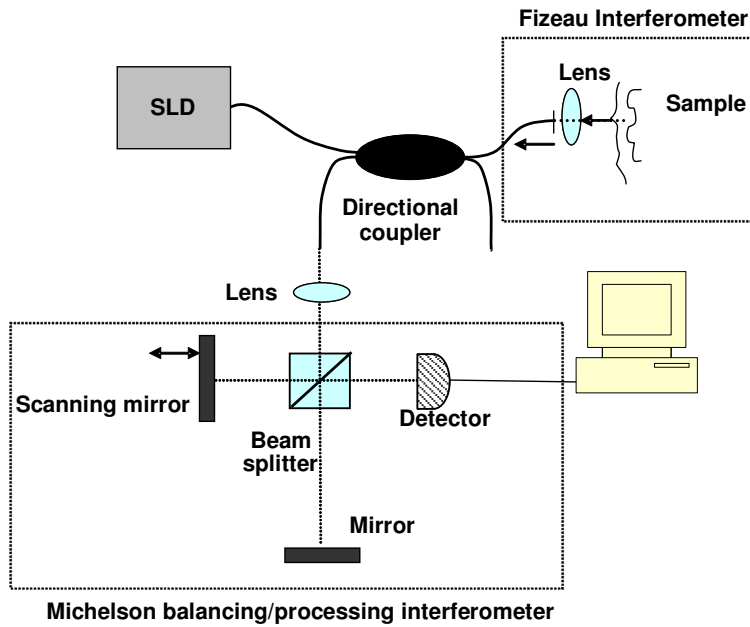 Fizeau Interferometer
SLD
Lens
Sample
Directional
coupler
Lens
Scanning mirror
Detector
Beam
splitter
Mirror
Michelson balancing/processing interferometer